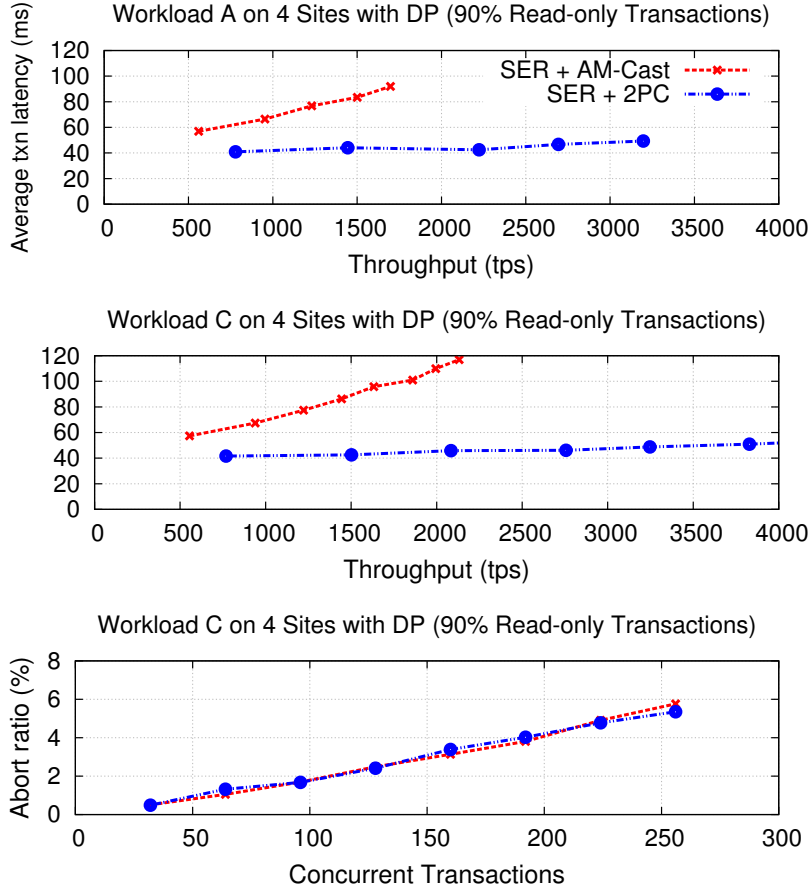 Workload A on 4 Sites with DP (90% Read-only Transactions)
Average txn latency (ms)
120
100
80
60
40
20
0
SER + AM-Cast
SER + 2PC
0 500 1000 1500 2000 2500 3000 3500 4000
Throughput (tps)
Workload C on 4 Sites with DP (90% Read-only Transactions)
120
100
80
60
40
20
0
0 500 1000 1500 2000 2500 3000 3500 4000
Throughput (tps)
Workload C on 4 Sites with DP (90% Read-only Transactions)
Abort ratio (%)
8
6
4
2
0
0 50 100 150 200 250 300
Concurrent Transactions